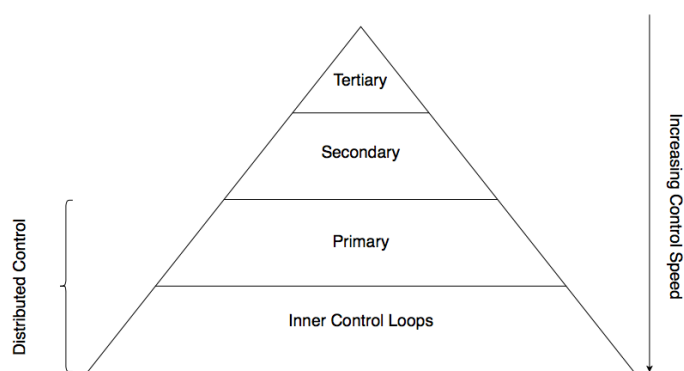 Tertiary
Secondary
Primary
Inner Control Loops
Distributed Control
Increasing Control Speed